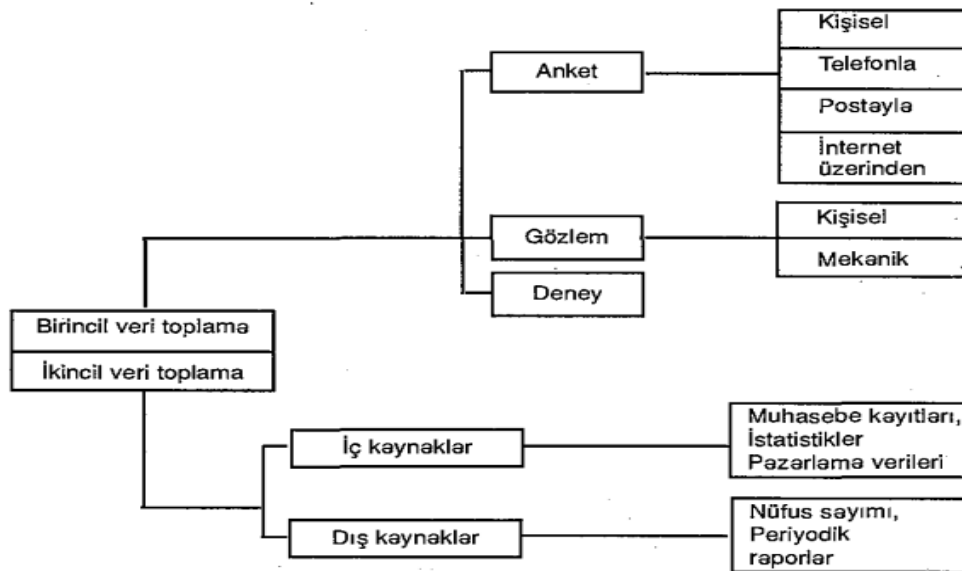 Kişisel
Anket
Telefonla
Postayla
İnternet
üzerinden
Kişisel
Gözlem
Mekanik
Deney
Birincil veri toplama
İkincil veri toplama
Muhasebe kayıtları,
İç kaynaklar
İstatistikler
Pazarlama verileri
Nüfus sayımı,
Dış kaynaklar
Periyodik
raporlar